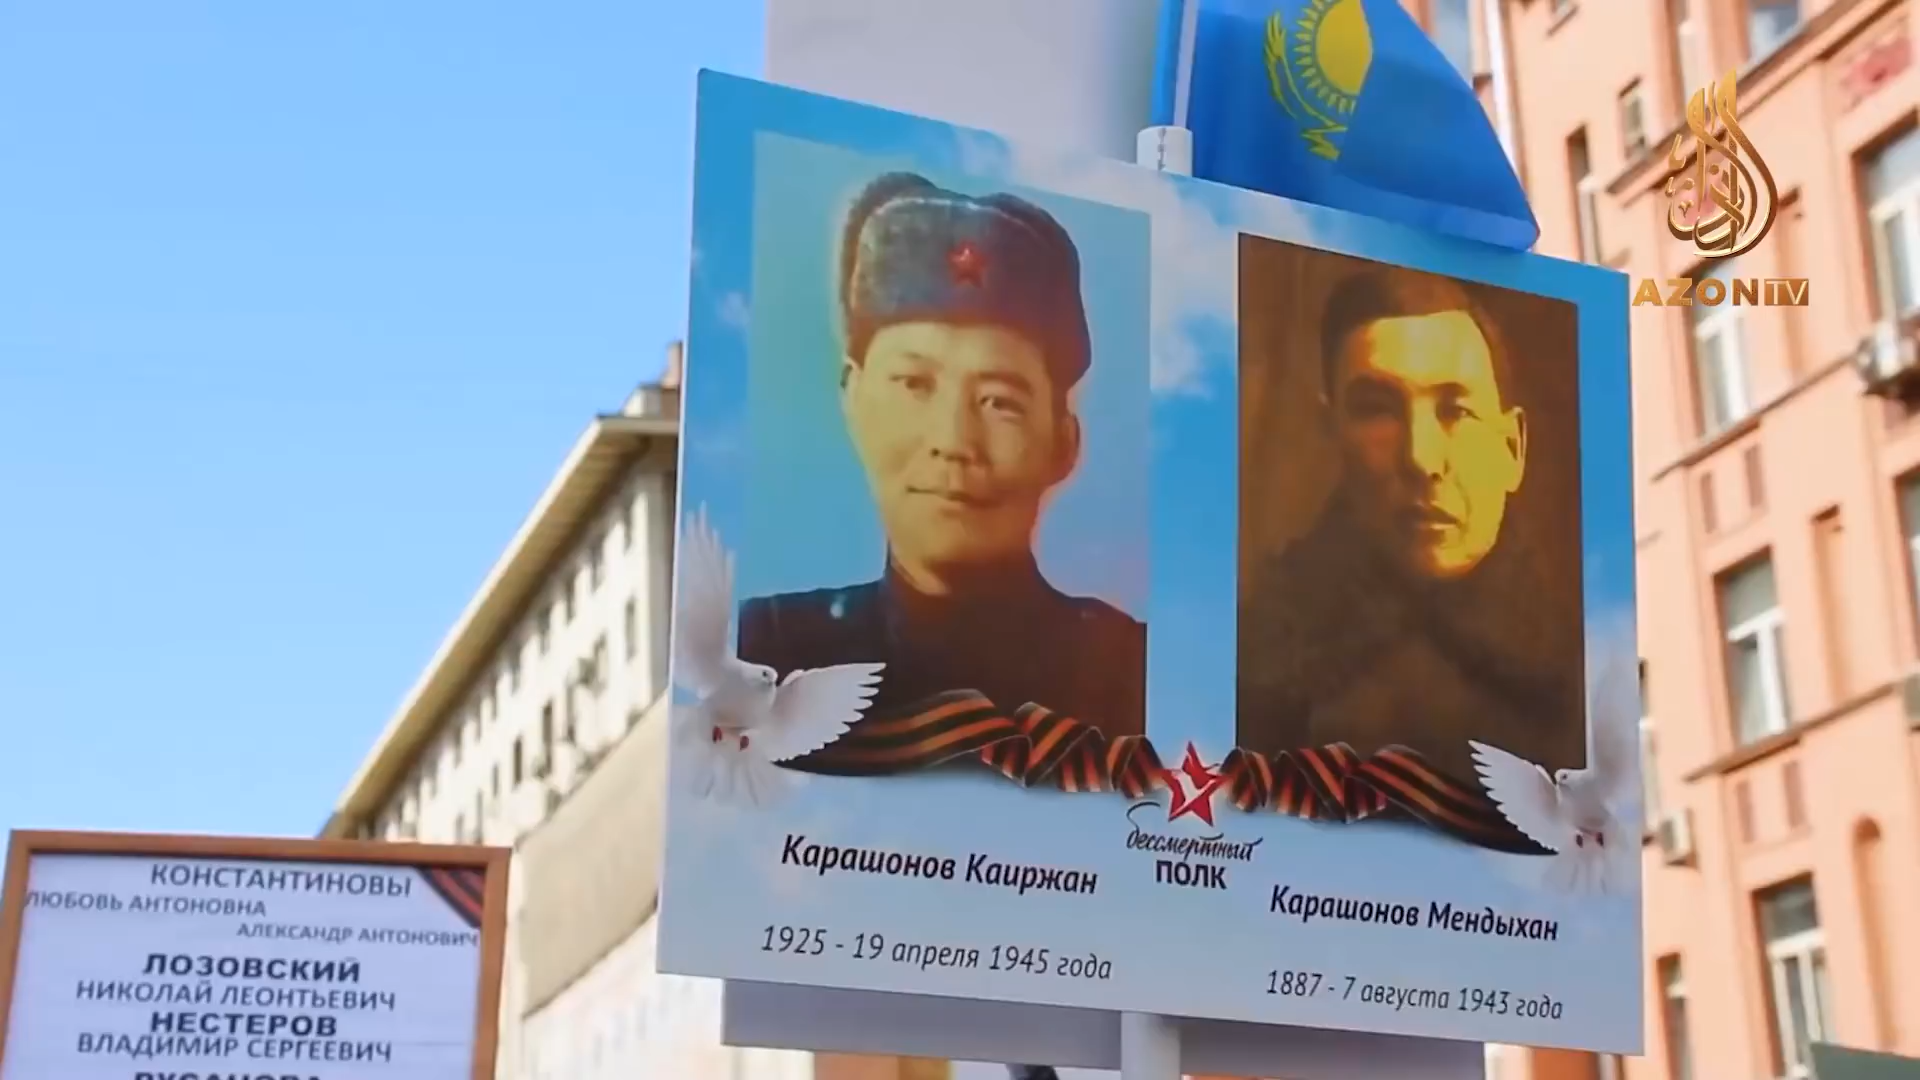 AZON TV
бессмертный
ПОЛК
Карашонов Каиржан
1925 - 19 апреля 1945 года
Карашонов Мендыхан
1887 - 7 августа 1943 года
КОНСТАНТИНОВЫ
ЛЮБОВЬ АНТОНОВНА
АЛЕКСАНДР АНТОНОВИЧ
ЛОЗОВСКИЙ
НИКОЛАЙ ЛЕОНТЬЕВИЧ
НЕСТЕРОВ
ВЛАДИМИР СЕРГЕЕВИЧ